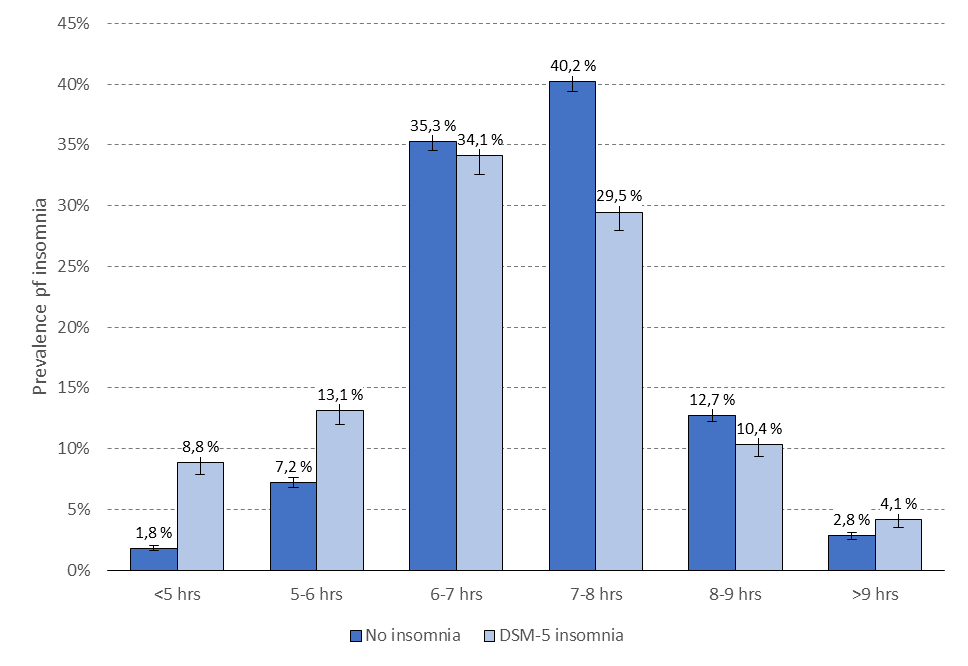 45%
40%
35%
30%
25%
20%
15%
10%
5%
0%
Prevalence pf insomnia
1,8 %
8,8 %
7,2 %
13,1 %
35,3 %
34,1 %
40,2 %
29,5 %
12,7 %
10,4 %
2,8 %
4,1 %
<5 hrs
5-6 hrs
6-7 hrs
7-8 hrs
8-9 hrs
>9 hrs
No insomnia
DSM-5 insomnia